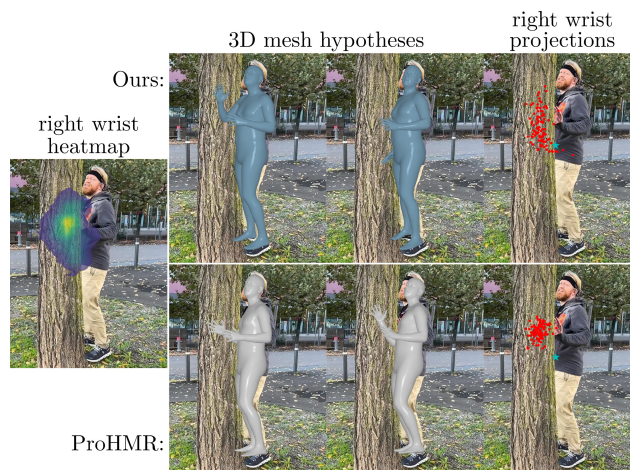 right wrist
3D mesh hypotheses
projections
Ours:
right wrist
heatmap
ProHMR: